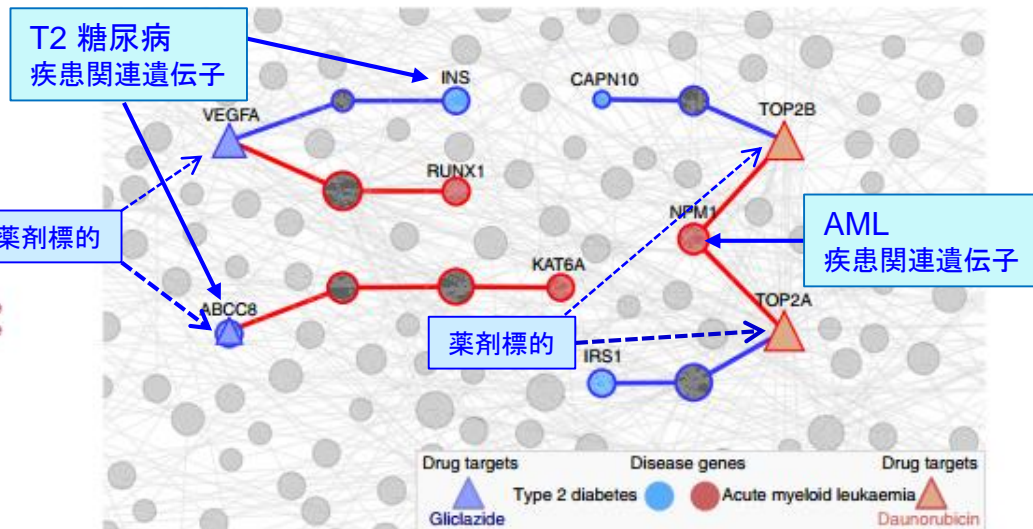 T2 糖尿病
疾患関連遺伝子
INS
CAPN10
VEGFA
TOP2B
RUNX1
薬剤標的
NPM1
AML
疾患関連遺伝子
KAT6A
ABCC8
TOP2A
薬剤標的
IRS1
Drug targets Disease genes Drug targets
Type 2 diabetes Acute myeloid leukaemia
Gliclazide Daunorubicin